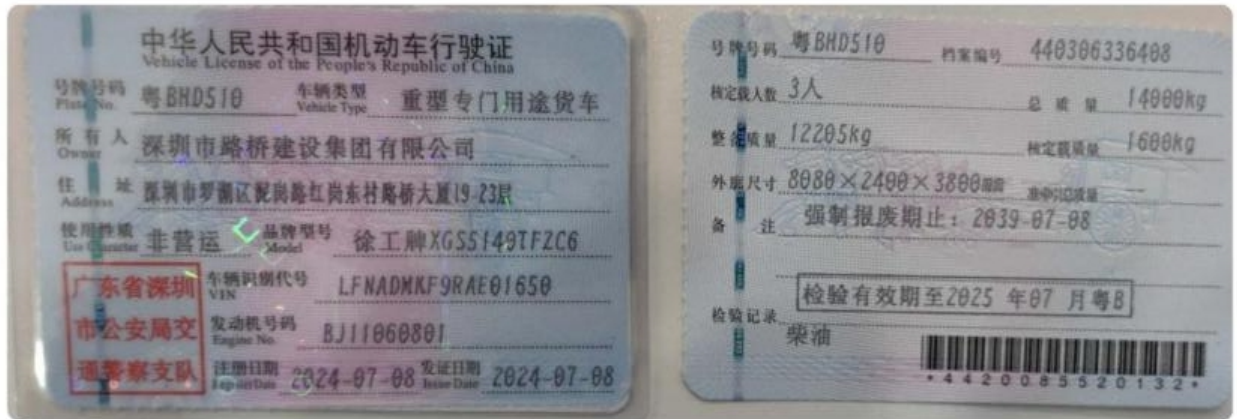 中华人民共和国机动车行驶证
Vehicle License of the People's Republic of China
号牌号码 粤BHD510 车辆类型 重型专门用途货车
Plate No. Vehicle Type
所有人 深圳市路桥建设集团有限公司
Owner
住址 深圳市罗湖区泥岗路红岗东村路桥大厦19-23层
Address
使用性质 非营运 品牌型号 徐工牌XGS5140TFZC6
Use Character Model
广东省深圳
市公安局交
通警察支队
车辆识别代号 LFNADMKF9RAE01650
VIN
发动机号码 BJ11060801
Engine No.
注册日期 2024-07-08 发证日期 2024-07-08
Register Date Issue Date
号牌号码 粤BHD510 档案编号 440306336408
核定载人数 3人 总质量 14000kg
整备质量 12205kg 核定载质量 1600kg
外廓尺寸 8080×2400×3800mm 准牵引总质量 --
备注 强制报废期止：2039-07-08
检验有效期至2025年07月粤B
检验记录
柴油
*4420085520132*